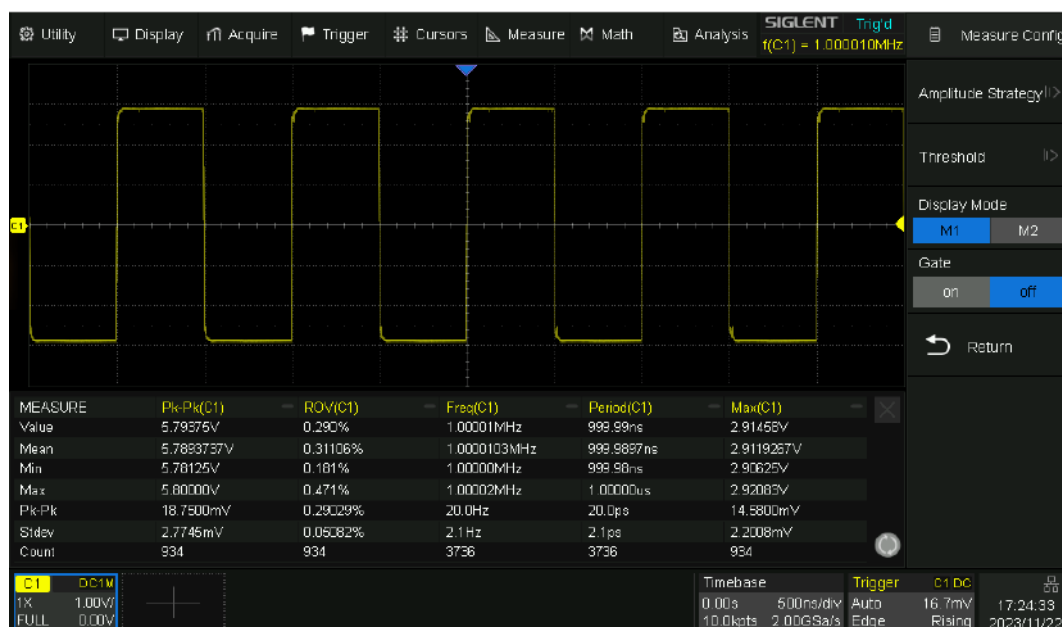 Utility Display Acquire Trigger Cursors Measure Math Analysis SIGLENT Trig'd
f(C1) = 1.000010MHz
Measure Config
Amplitude Strategy
Threshold
Display Mode
M1 M2
Gate
on off
Return
C1
MEASURE Pk-Pk(C1) ROV(C1) Freq(C1) Period(C1) Max(C1)
Value 5.79375V 0.290% 1.00001MHz 999.99ns 2.91458V
Mean 5.7893737V 0.31106% 1.0000103MHz 999.9897ns 2.9119267V
Min 5.78125V 0.181% 1.00000MHz 999.98ns 2.90625V
Max 5.80000V 0.471% 1.00002MHz 1.00000us 2.92083V
Pk-Pk 18.7500mV 0.29029% 20.0Hz 20.0ps 14.5800mV
Stdev 2.7745mV 0.05082% 2.1Hz 2.1ps 2.2008mV
Count 934 934 3736 3736 934
C1 DC1M
1X 1.00V/
FULL 0.00V
Timebase
0.00s 500ns/div
10.0kpts 2.00GSa/s
Trigger C1 DC
Auto 16.7mV
Edge Rising
17:24:33
2023/11/22